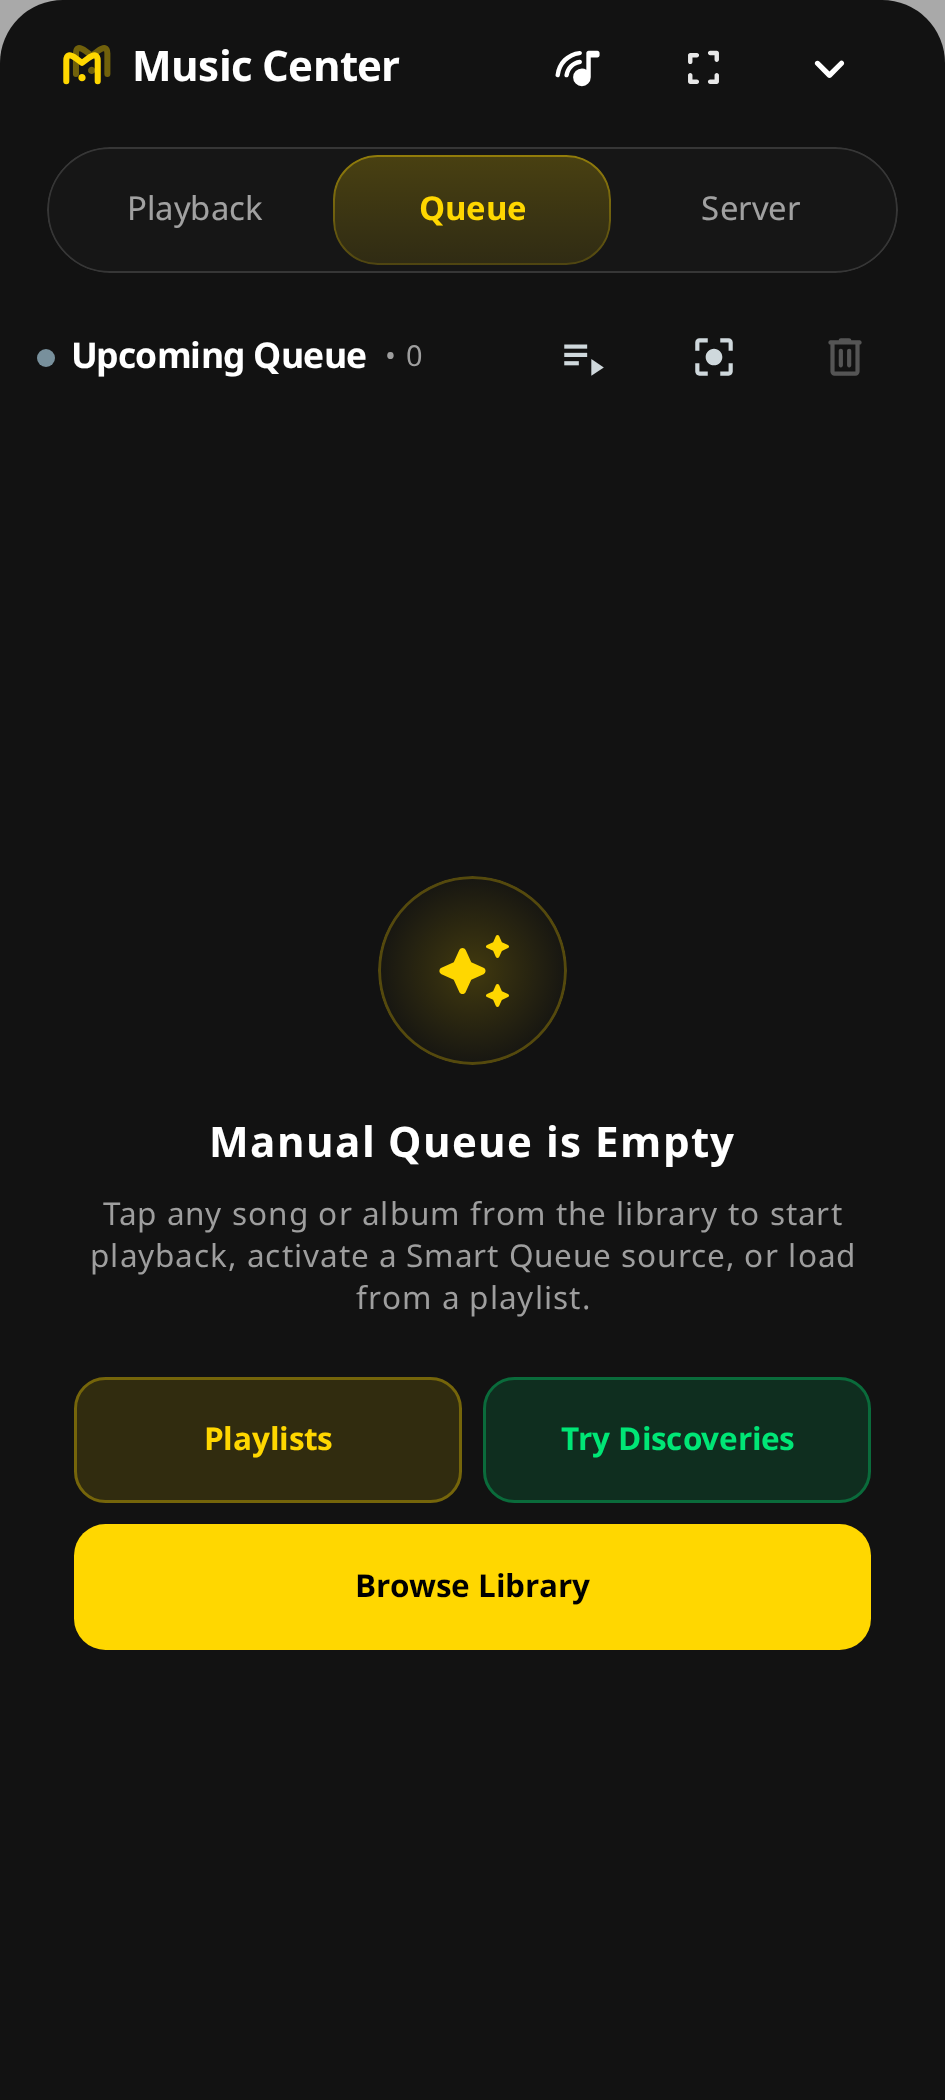 Music Center
Playback
Queue
Server
Upcoming Queue • 0
Manual Queue is Empty
Tap any song or album from the library to start
playback, activate a Smart Queue source, or load
from a playlist.
Playlists
Try Discoveries
Browse Library